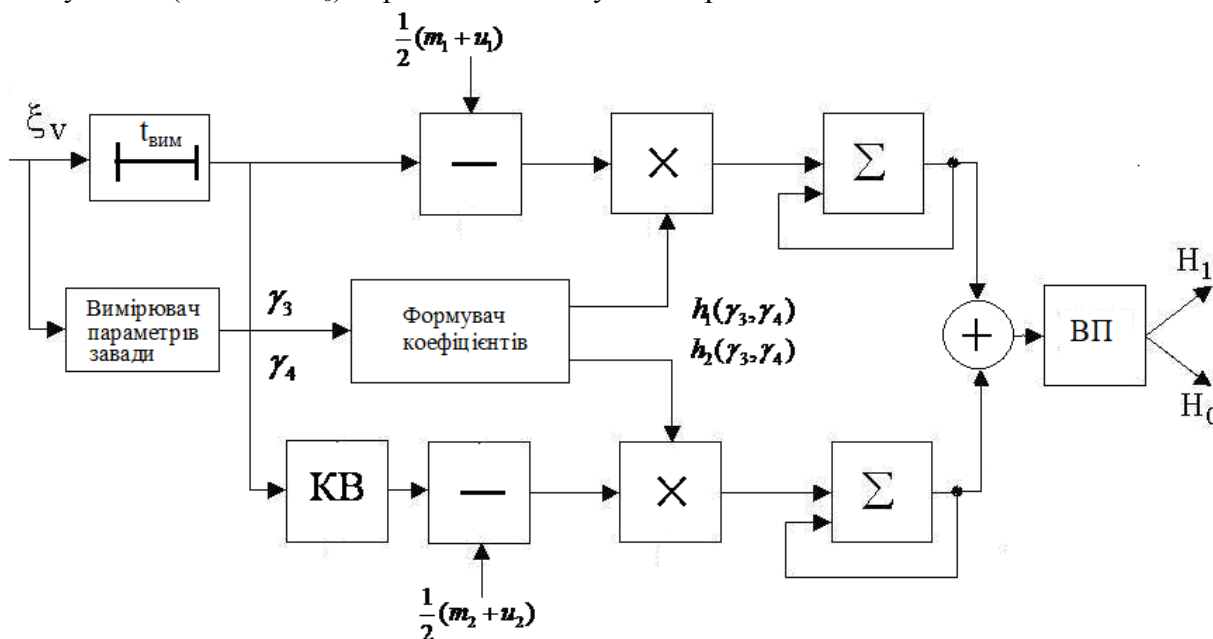 ½(m₁ + u₁)
ξᵥ
tвим
—
×
Σ
Вимірювач
параметрів
завади
γ₃
γ₄
Формувач
коефіцієнтів
h₁(γ₃, γ₄)
h₂(γ₃, γ₄)
+
ВП
H₁
H₀
КВ
—
×
Σ
½(m₂ + u₂)